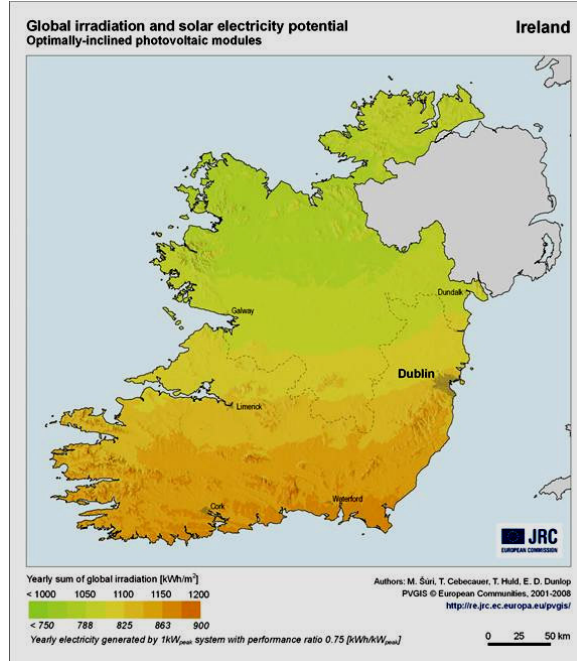 Global irradiation and solar electricity potential
Optimally-inclined photovoltaic modules
Ireland
Dundalk
Galway
Dublin
Limerick
Waterford
Cork
JRC
EUROPEAN COMMISSION
Yearly sum of global irradiation [kWh/m²]
< 1000 1050 1100 1150 1200
< 750 788 825 863 900
Yearly electricity generated by 1kWpeak system with performance ratio 0.75 [kWh/kWpeak]
Authors: M. Šúri, T. Cebecauer, T. Huld, E. D. Dunlop
PVGIS © European Communities, 2001-2008
http://re.jrc.ec.europa.eu/pvgis/
0 25 50 km